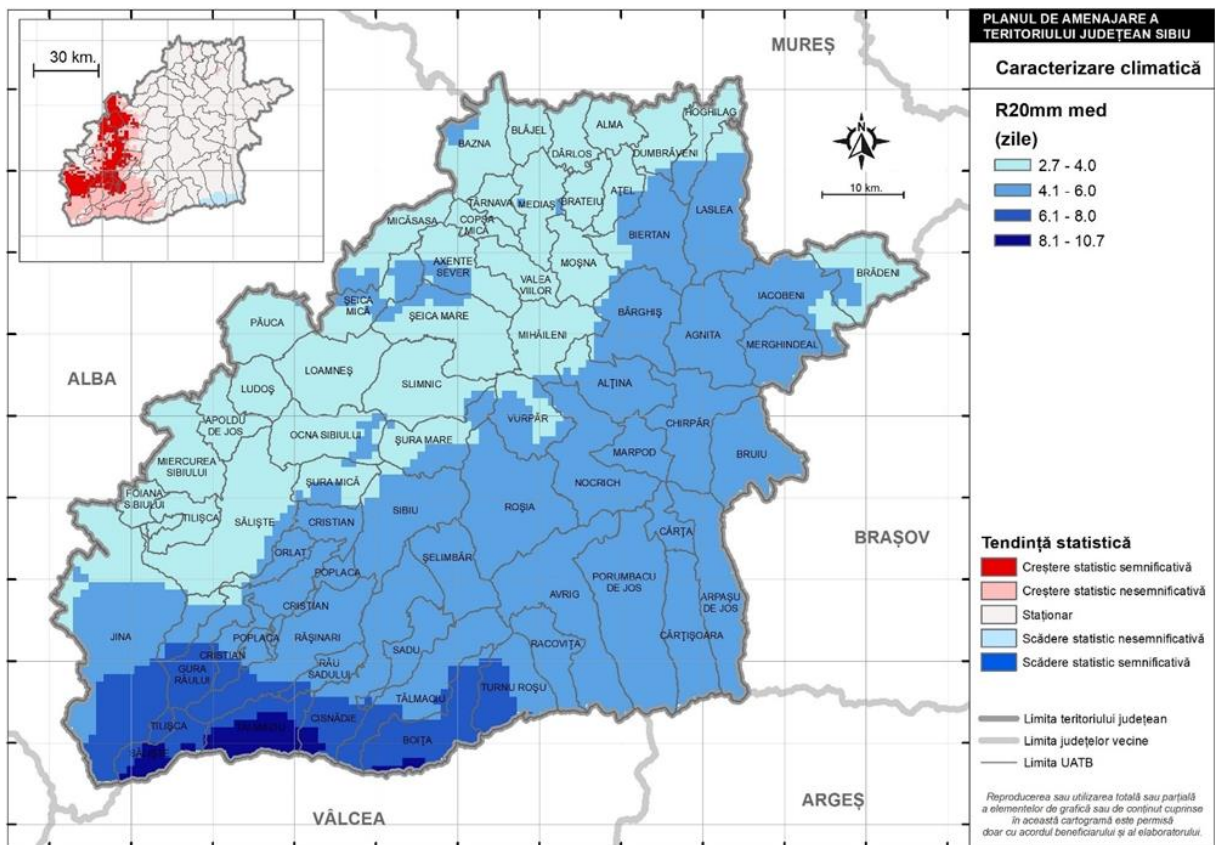 PLANUL DE AMENAJARE A
TERITORIULUI JUDEȚEAN SIBIU
Caracterizare climatică
R20mm med
(zile)
2.7 - 4.0
4.1 - 6.0
6.1 - 8.0
8.1 - 10.7
30 km.
MUREȘ
N
10 km.
HOGHILAG
ALMA
BLĂJEL
BAZNA
DÂRLOS
DUMBRĂVENI
AȚEL
TÂRNAVA
MEDIAȘ
BRATEIU
LASLEA
MICĂSASA
COPȘA
MICĂ
BIERTAN
AXENTE
SEVER
MOȘNA
BRĂDENI
VALEA
VIILOR
IACOBENI
ȘEICA
MICĂ
ȘEICA MARE
BÂRGHIȘ
PĂUCA
MIHĂILENI
AGNITA
MERGHINDEAL
ALBA
LOAMNEȘ
SLIMNIC
ALȚINA
LUDOȘ
APOLDU
DE JOS
VURPĂR
CHIRPĂR
OCNA SIBIULUI
ȘURA MARE
MARPOD
BRUIU
MIERCUREA
SIBIULUI
ȘURA MICĂ
NOCRICH
POIANA
SIBIULUI
TILIȘCA
SĂLIȘTE
CRISTIAN
SIBIU
ROȘIA
CÂRȚA
BRAȘOV
ORLAT
ȘELIMBĂR
POPLACA
PORUMBACU
DE JOS
ARPAȘU
DE JOS
CRISTIAN
AVRIG
JINA
POPLACA
RĂȘINARI
CÂRȚIȘOARA
CRISTIAN
SADU
RACOVIȚA
GURA
RÂULUI
RÂU
SADULUI
TĂLMACIU
TURNU ROȘU
TILIȘCA
CISNĂDIE
BOIȚA
VÂLCEA
ARGEȘ
Tendință statistică
Creștere statistic semnificativă
Creștere statistic nesemnificativă
Staționar
Scădere statistic nesemnificativă
Scădere statistic semnificativă
Limita teritoriului județean
Limita județelor vecine
Limita UATB
Reproducerea sau utilizarea totală sau parțială
a elementelor de grafică sau de conținut cuprinse
în această cartogramă este permisă
doar cu acordul beneficiarului și al elaboratorului.